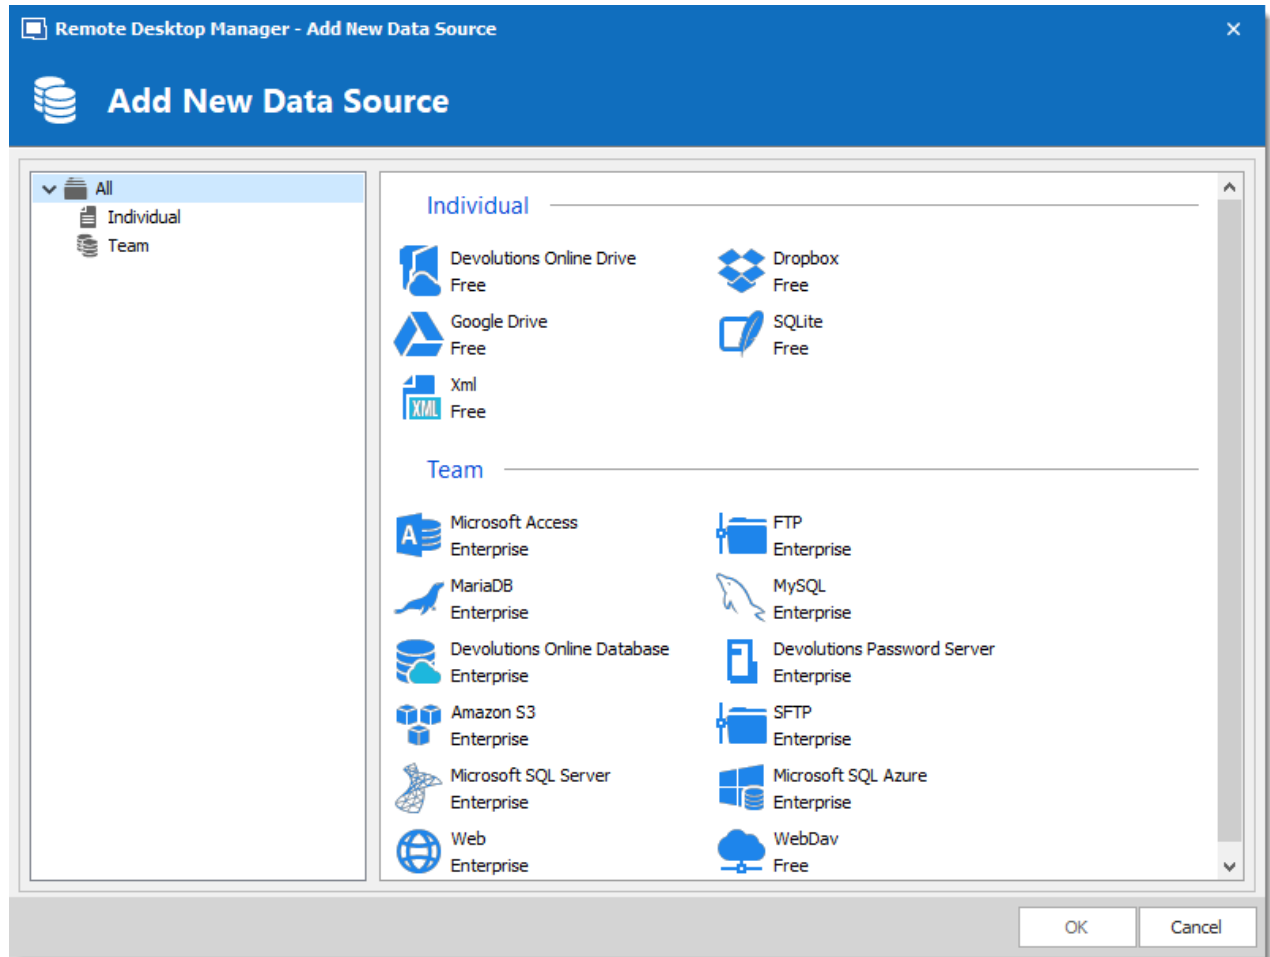 Remote Desktop Manager - Add New Data Source
Add New Data Source
All
Individual
Team
Individual
Devolutions Online Drive
Free
Dropbox
Free
Google Drive
Free
SQLite
Free
XML
Xml
Free
Team
A
Microsoft Access
Enterprise
FTP
Enterprise
MariaDB
Enterprise
MySQL
Enterprise
Devolutions Online Database
Enterprise
Devolutions Password Server
Enterprise
Amazon S3
Enterprise
SFTP
Enterprise
Microsoft SQL Server
Enterprise
Microsoft SQL Azure
Enterprise
Web
Enterprise
WebDav
Free
OK
Cancel